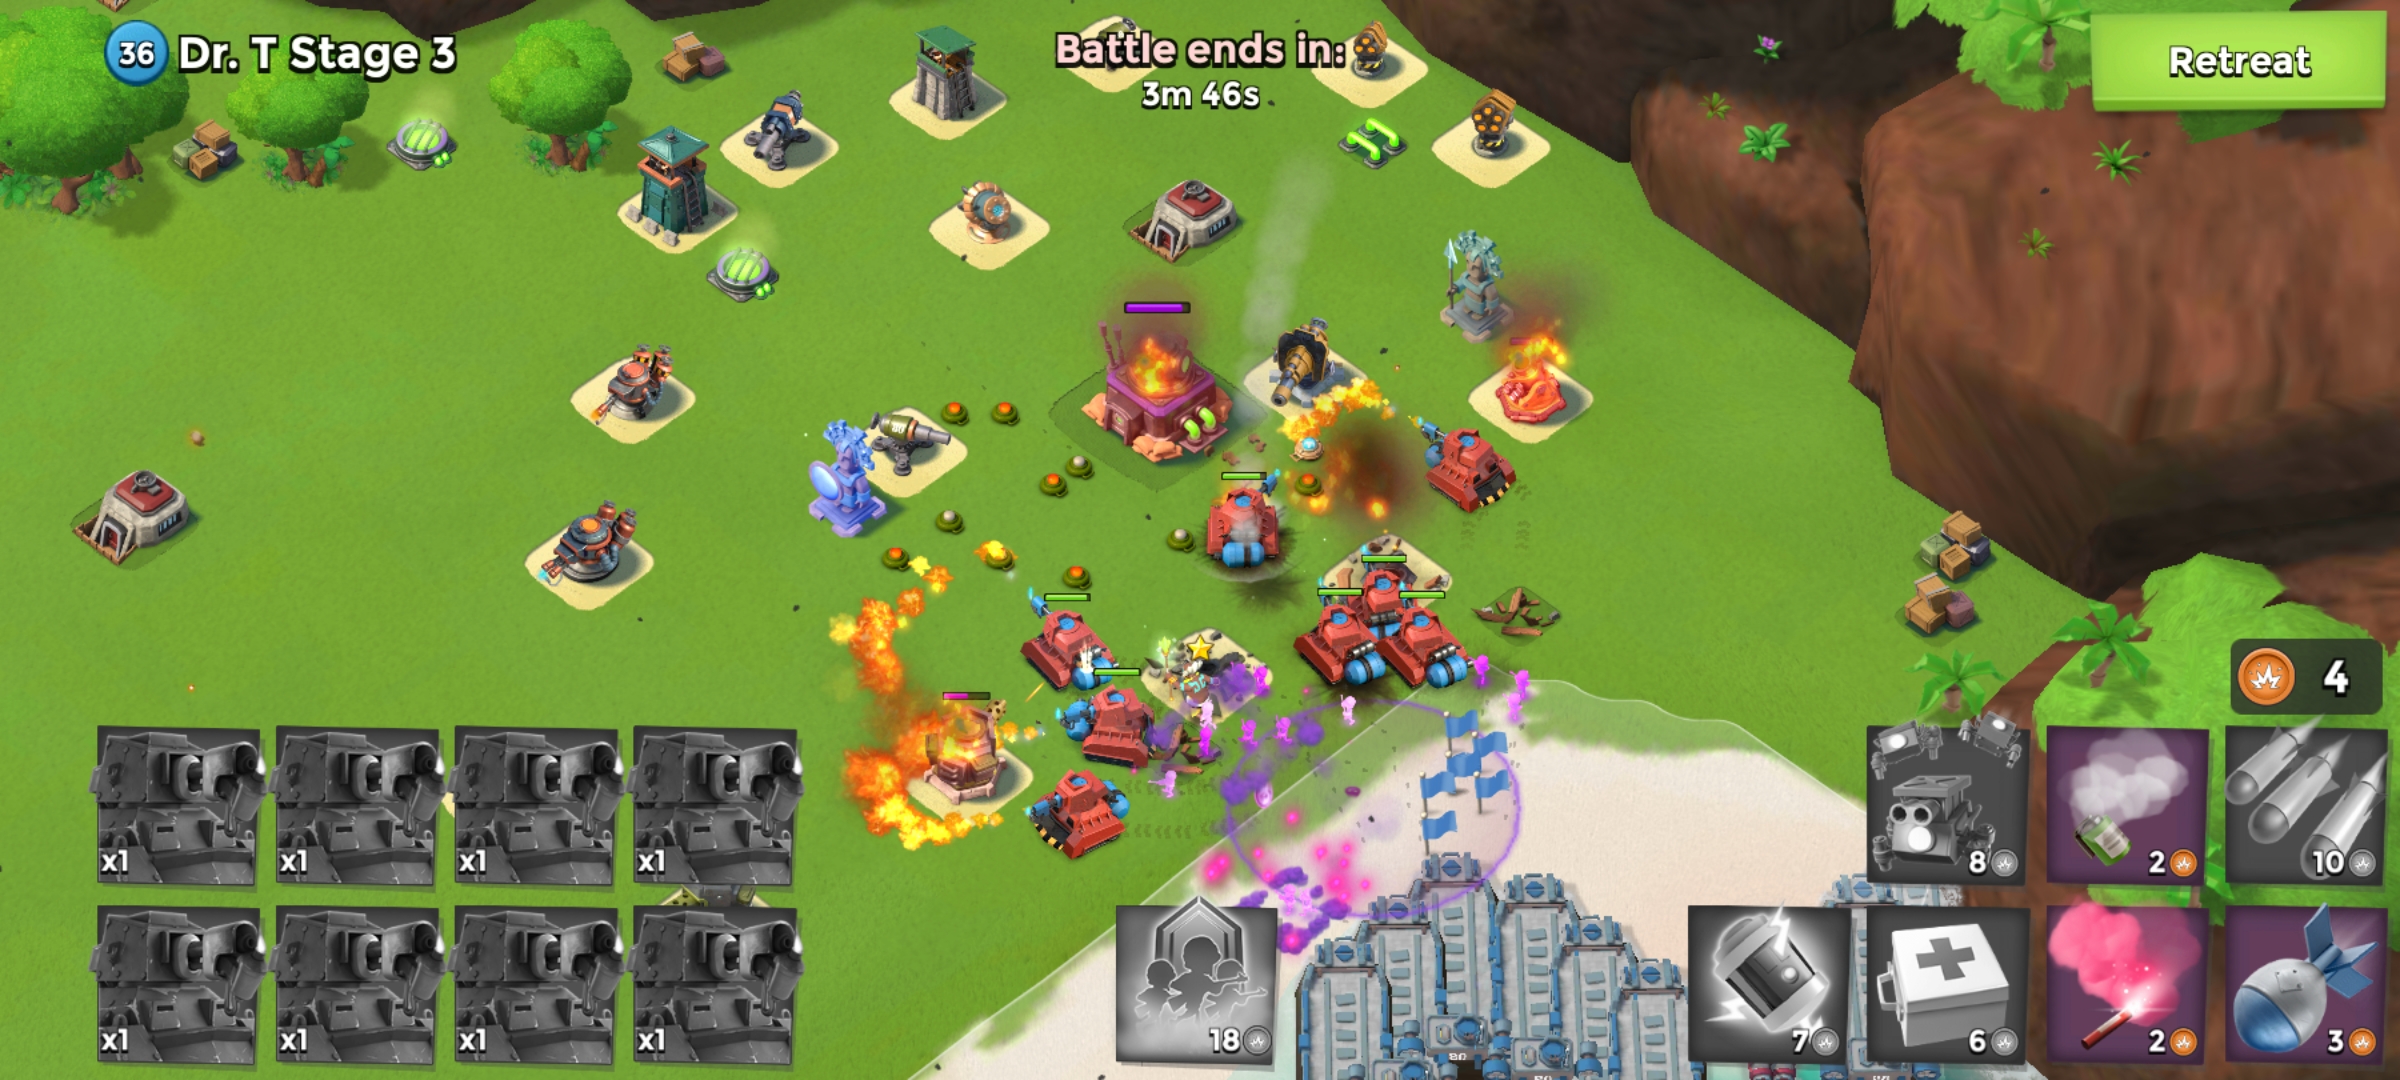 36 Dr. T Stage 3
Battle ends in:
3m 46s
Retreat
4
x1 x1 x1 x1
8 2 10
x1 x1 x1 x1
18 7 6 2 3